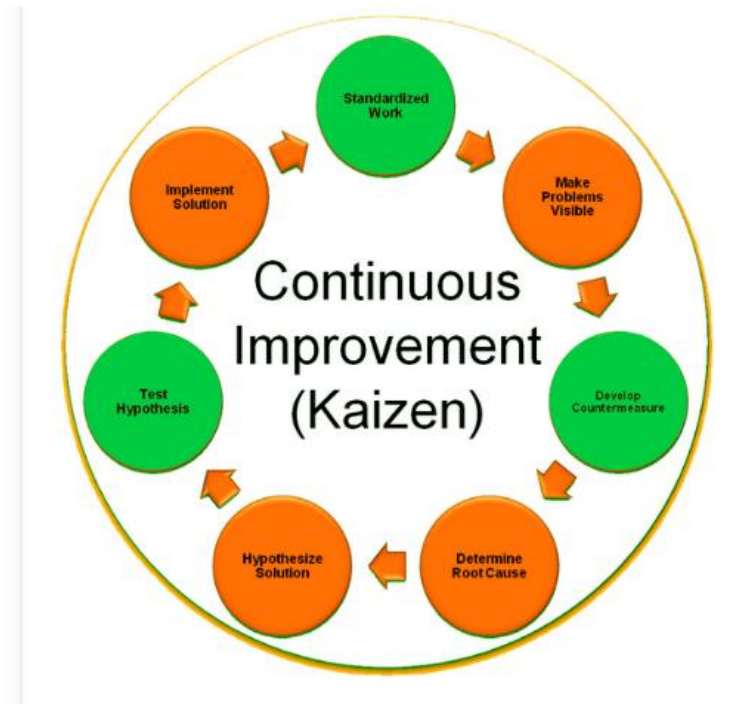 Standardized
Work
Make
Problems
Visible
Develop
Countermeasure
Determine
Root Cause
Hypothesize
Solution
Test
Hypothesis
Implement
Solution
Continuous
Improvement
(Kaizen)